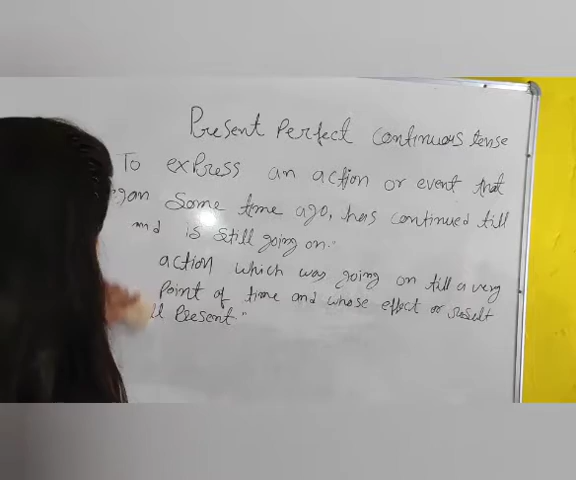 Present Perfect continuous tense
To express an action or event that
gan some time ago, has continued till
and is still going on.
action which was going on till a very
Point of time and whose effect or result
ll Present"